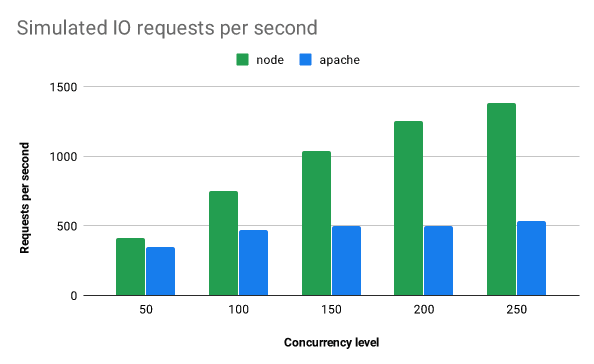 Simulated IO requests per second
node apache
Requests per second
1500
1000
500
0
50 100 150 200 250
Concurrency level